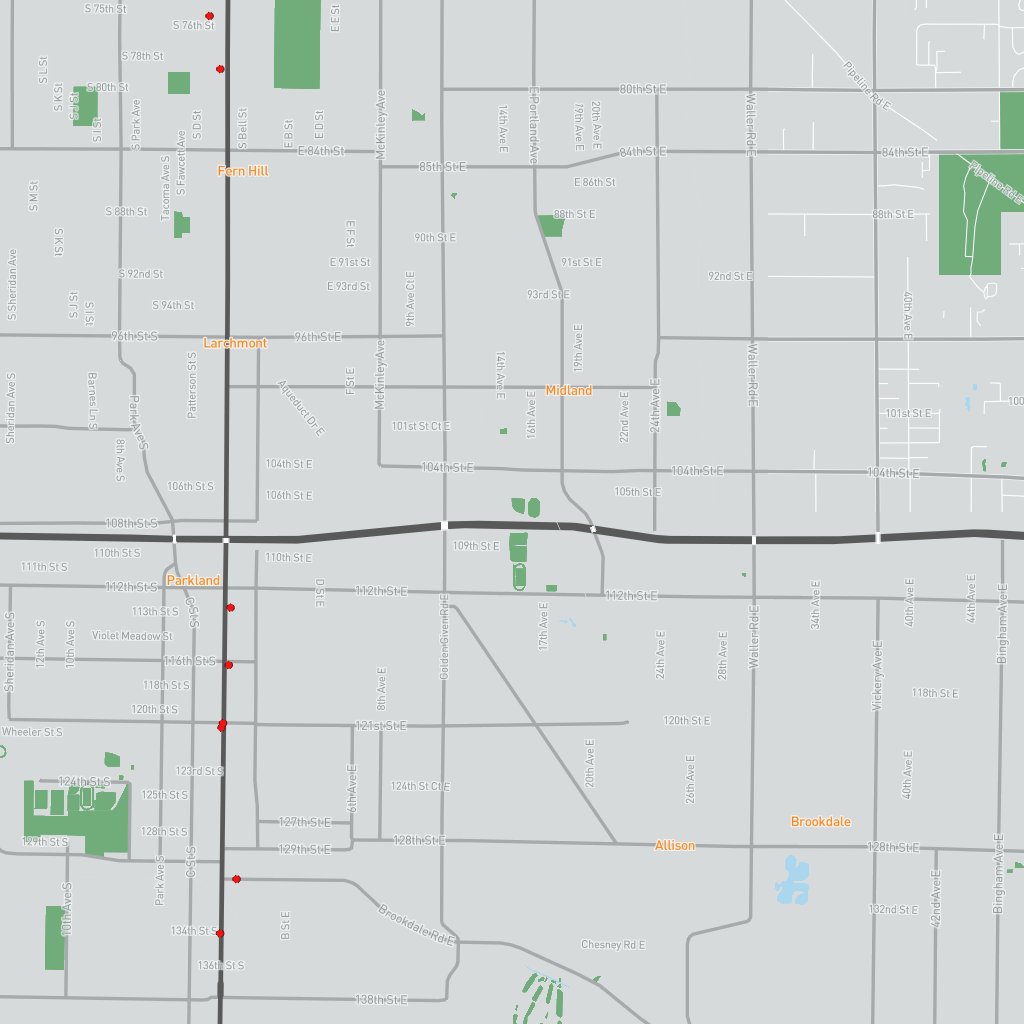 S 75th St
E E St
S 76th St
S 78th St
S L St
Pipeline Rd E
S 80th St
80th St E
S K St
S J St
S I St
S Park Ave
S D St
S Bell St
E B St
E D St
McKinley Ave
14th Ave E
E Portland Ave
19th Ave E
20th Ave E
Waller Rd E
E 84th St
84th St E
84th St E
85th St E
Fern Hill
Tacoma Ave S
S Fawcett Ave
S M St
E 86th St
Pipeline Rd E
S 88th St
88th St E
88th St E
S K St
E F St
90th St E
S Sheridan Ave
E 91st St
91st St E
S 92nd St
92nd St E
E 93rd St
93rd St E
9th Ave Ct E
S J St
S I St
S 94th St
40th Ave E
96th St S
96th St E
Larchmont
19th Ave E
McKinley Ave E
14th Ave E
Waller Rd E
Patterson St S
F St E
Midland
Sheridan Ave S
Barnes Ln S
Park Ave S
Aqueduct Dr E
16th Ave E
22nd Ave E
24th Ave E
100
101st St E
101st St Ct E
8th Ave S
104th St E
104th St E
104th St E
104th St E
106th St S
106th St E
105th St E
108th St S
109th St E
110th St S
110th St E
111th St S
Parkland
112th St S
112th St E
112th St E
D St E
C St S
113th St S
17th Ave E
34th Ave E
40th Ave E
44th Ave E
Bingham Ave E
Sheridan Ave S
12th Ave S
10th Ave S
Violet Meadow St
Golden Given Rd E
Waller Rd E
24th Ave E
28th Ave E
116th St S
Vickery Ave E
118th St S
8th Ave E
118th St E
120th St S
120th St E
121st St E
Wheeler St S
123rd St S
20th Ave E
26th Ave E
40th Ave E
124th St S
6th Ave E
124th St Ct E
125th St S
127th St E
Brookdale
128th St S
128th St E
129th St S
129th St E
Allison
128th St E
Park Ave S
C St S
10th Ave S
42nd Ave E
Bingham Ave E
132nd St E
B St E
Brookdale Rd E
134th St S
Chesney Rd E
136th St S
138th St E